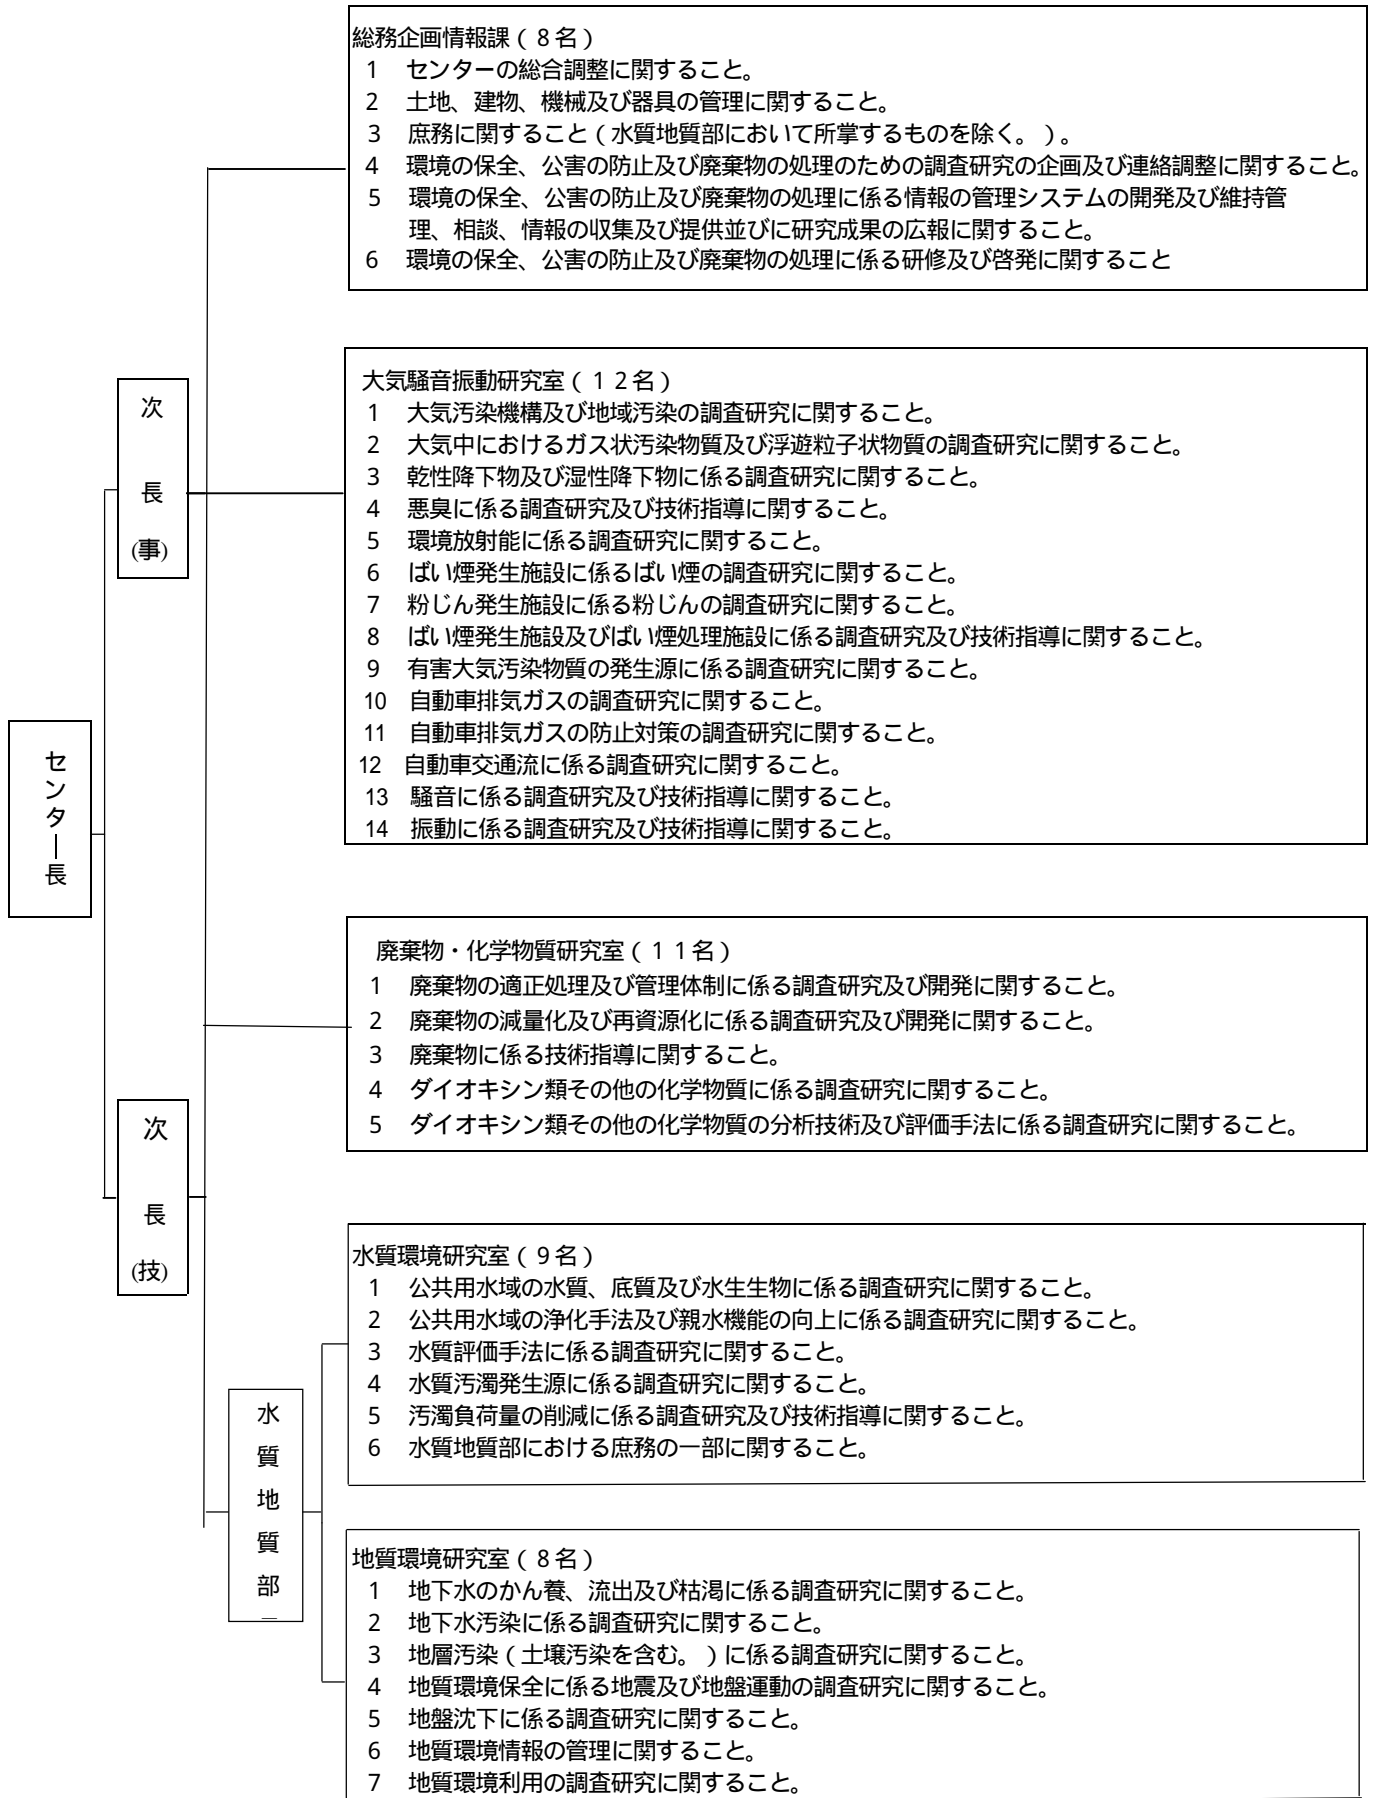 総務企画情報課(8名)
1 センターの総合調整に関すること。
2 土地、建物、機械及び器具の管理に関すること。
3 庶務に関すること(水質地質部において所掌するものを除く。)。
4 環境の保全、公害の防止及び廃棄物の処理のための調査研究の企画及び連絡調整に関すること。
5 環境の保全、公害の防止及び廃棄物の処理に係る情報の管理システムの開発及び維持管
理、相談、情報の収集及び提供並びに研究成果の広報に関すること。
6 環境の保全、公害の防止及び廃棄物の処理に係る研修及び啓発に関すること
次長(事)
大気騒音振動研究室(12名)
1 大気汚染機構及び地域汚染の調査研究に関すること。
2 大気中におけるガス状汚染物質及び浮遊粒子状物質の調査研究に関すること。
3 乾性降下物及び湿性降下物に係る調査研究に関すること。
4 悪臭に係る調査研究及び技術指導に関すること。
5 環境放射能に係る調査研究に関すること。
6 ばい煙発生施設に係るばい煙の調査研究に関すること。
7 粉じん発生施設に係る粉じんの調査研究に関すること。
8 ばい煙発生施設及びばい煙処理施設に係る調査研究及び技術指導に関すること。
9 有害大気汚染物質の発生源に係る調査研究に関すること。
10 自動車排気ガスの調査研究に関すること。
11 自動車排気ガスの防止対策の調査研究に関すること。
12 自動車交通流に係る調査研究に関すること。
13 騒音に係る調査研究及び技術指導に関すること。
14 振動に係る調査研究及び技術指導に関すること。
センター長
廃棄物・化学物質研究室(11名)
1 廃棄物の適正処理及び管理体制に係る調査研究及び開発に関すること。
2 廃棄物の減量化及び再資源化に係る調査研究及び開発に関すること。
3 廃棄物に係る技術指導に関すること。
4 ダイオキシン類その他の化学物質に係る調査研究に関すること。
5 ダイオキシン類その他の化学物質の分析技術及び評価手法に係る調査研究に関すること。
次長(技)
水質環境研究室(9名)
1 公共用水域の水質、底質及び水生生物に係る調査研究に関すること。
2 公共用水域の浄化手法及び親水機能の向上に係る調査研究に関すること。
3 水質評価手法に係る調査研究に関すること。
4 水質汚濁発生源に係る調査研究に関すること。
5 汚濁負荷量の削減に係る調査研究及び技術指導に関すること。
6 水質地質部における庶務の一部に関すること。
水質地質部
地質環境研究室(8名)
1 地下水のかん養、流出及び枯渇に係る調査研究に関すること。
2 地下水汚染に係る調査研究に関すること。
3 地層汚染(土壌汚染を含む。)に係る調査研究に関すること。
4 地質環境保全に係る地震及び地盤運動の調査研究に関すること。
5 地盤沈下に係る調査研究に関すること。
6 地質環境情報の管理に関すること。
7 地質環境利用の調査研究に関すること。